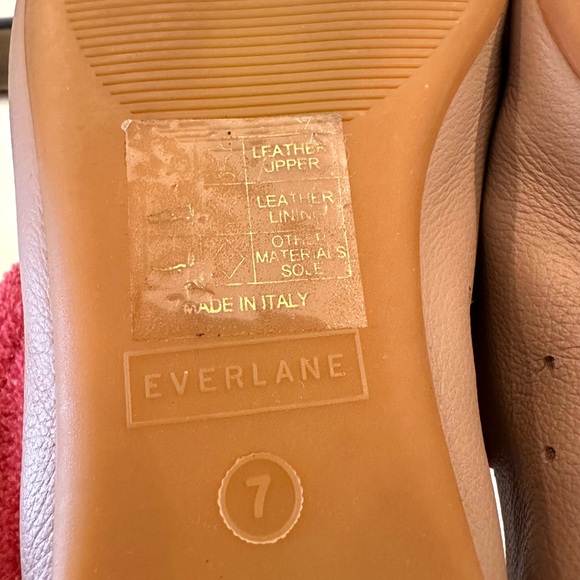 LEATHER
UPPER
LEATHER
LINING
OTHER
MATERIALS
SOLE
MADE IN ITALY
EVERLANE
7